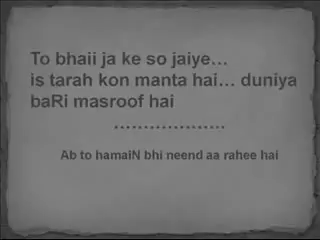 To bhaii ja ke so jaiye...
is tarah kon manta hai... duniya
baRi masroof hai
...................
Ab to hamaiN bhi neend aa rahee hai